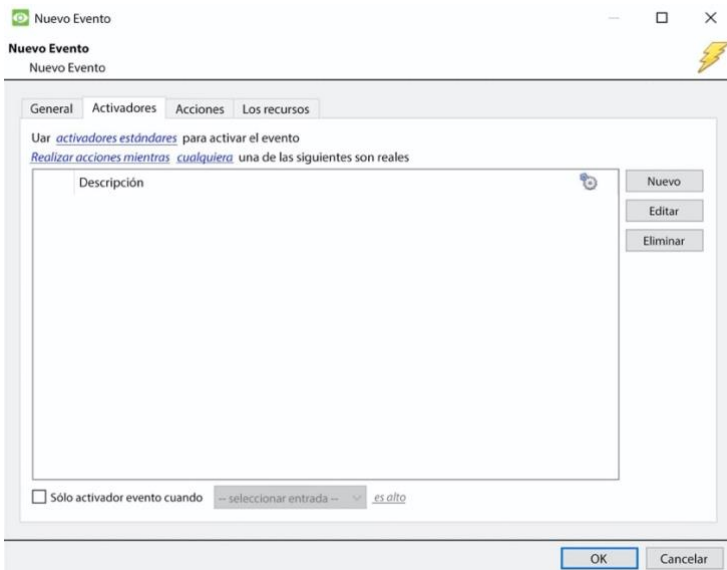 Nuevo Evento
Nuevo Evento
Nuevo Evento
General Activadores Acciones Los recursos
Uar activadores estándares para activar el evento
Realizar acciones mientras cualquiera una de las siguientes son reales
Descripción
Nuevo
Editar
Eliminar
Sólo activador evento cuando -- seleccionar entrada -- es alto
OK Cancelar